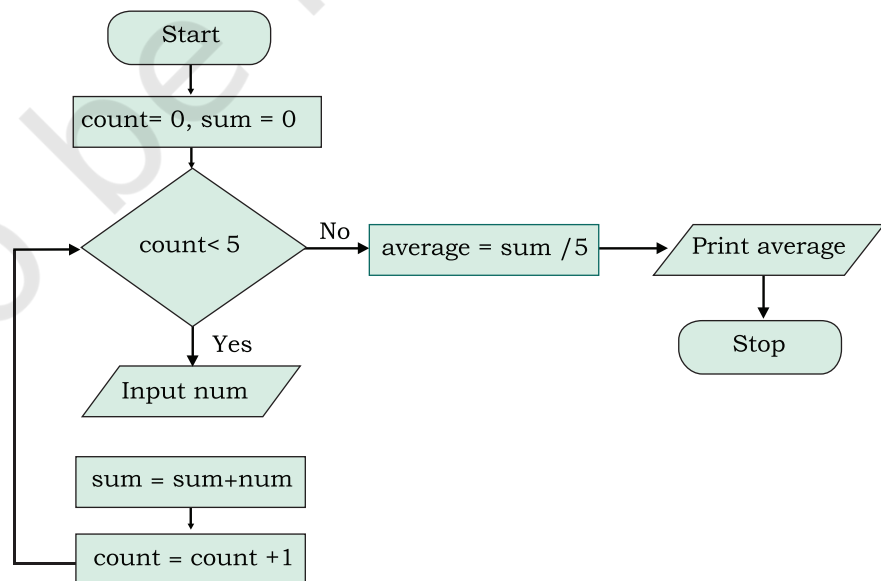 Start
count= 0, sum = 0
count< 5
No
average = sum /5
Print average
Yes
Stop
Input num
sum = sum+num
count = count +1